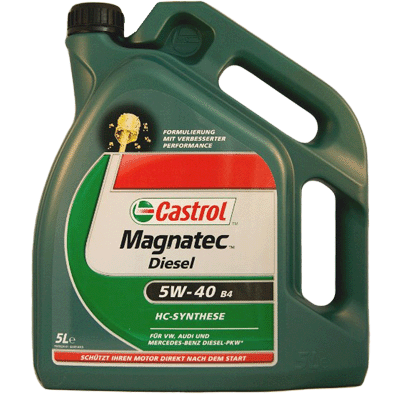 FORMULIERUNG
MIT VERBESSERTER
PERFORMANCE
Castrol
Magnatec™
Diesel
5W-40 B4
HC-SYNTHESE
FÜR VW, AUDI UND
MERCEDES-BENZ DIESEL-PKW*
5L℮
SCHÜTZT IHREN MOTOR DIREKT NACH DEM START